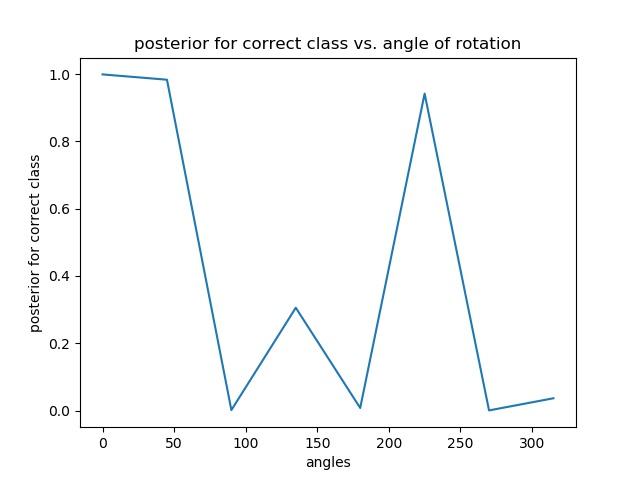 posterior for correct class vs. angle of rotation
1.0
0.8
0.6
0.4
0.2
0.0
posterior for correct class
0 50 100 150 200 250 300
angles